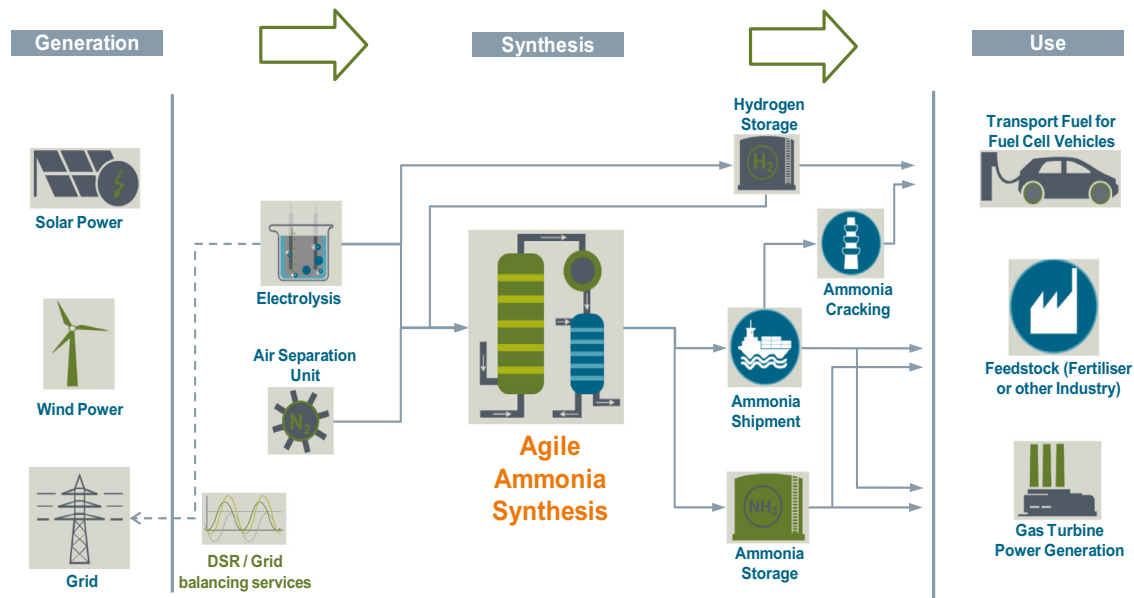 Generation
Synthesis
Use
Solar Power
Wind Power
Grid
Electrolysis
Air Separation
Unit
N2
DSR / Grid
balancing services
Agile
Ammonia
Synthesis
Hydrogen
Storage
H2
Ammonia
Cracking
Ammonia
Shipment
NH3
Ammonia
Storage
Transport Fuel for
Fuel Cell Vehicles
Feedstock (Fertiliser
or other Industry)
Gas Turbine
Power Generation